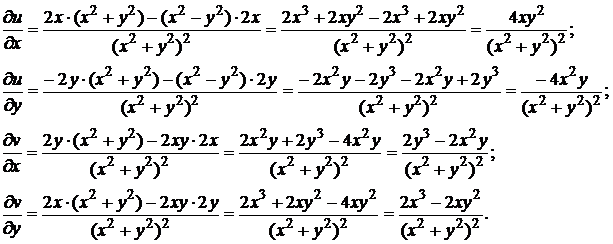 ∂u/∂x = (2x·(x²+y²)−(x²−y²)·2x)/(x²+y²)² = (2x³+2xy²−2x³+2xy²)/(x²+y²)² = 4xy²/(x²+y²)²;
∂u/∂y = (−2y·(x²+y²)−(x²−y²)·2y)/(x²+y²)² = (−2x²y−2y³−2x²y+2y³)/(x²+y²)² = −4x²y/(x²+y²)²;
∂v/∂x = (2y·(x²+y²)−2xy·2x)/(x²+y²)² = (2x²y+2y³−4x²y)/(x²+y²)² = (2y³−2x²y)/(x²+y²)²;
∂v/∂y = (2x·(x²+y²)−2xy·2y)/(x²+y²)² = (2x³+2xy²−4xy²)/(x²+y²)² = (2x³−2xy²)/(x²+y²)².